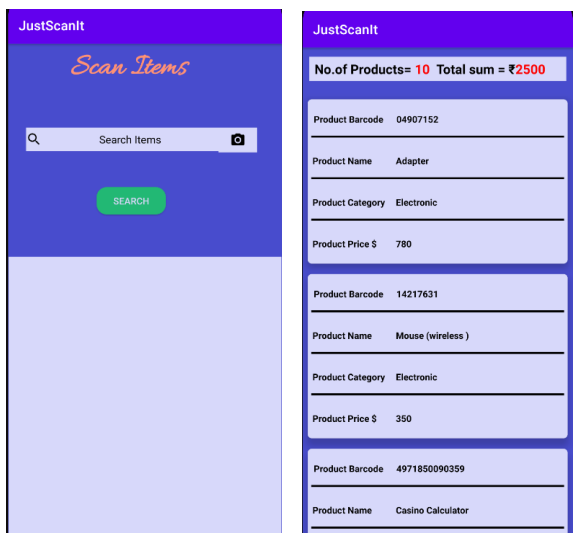 JustScanIt
Scan Items
Search Items
SEARCH
JustScanIt
No.of Products= 10 Total sum = ₹2500
Product Barcode 04907152
Product Name Adapter
Product Category Electronic
Product Price $ 780
Product Barcode 14217631
Product Name Mouse (wireless )
Product Category Electronic
Product Price $ 350
Product Barcode 4971850090359
Product Name Casino Calculator